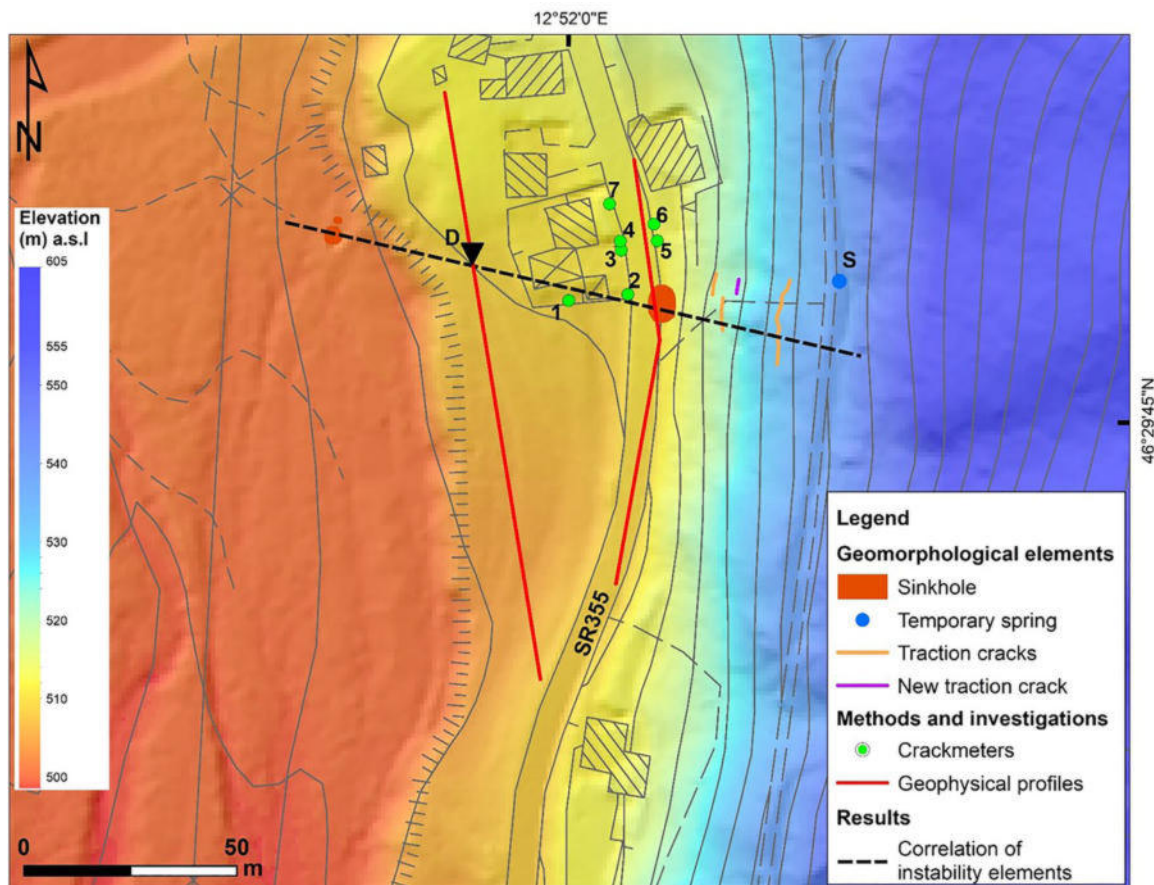 12°52'0"E
N
Elevation
(m) a.s.l
605
555
550
540
530
520
510
500
D
7
6
4
5
3
2
1
S
46°29'45"N
SR355
0
50
m
Legend
Geomorphological elements
Sinkhole
Temporary spring
Traction cracks
New traction crack
Methods and investigations
Crackmeters
Geophysical profiles
Results
Correlation of
instability elements